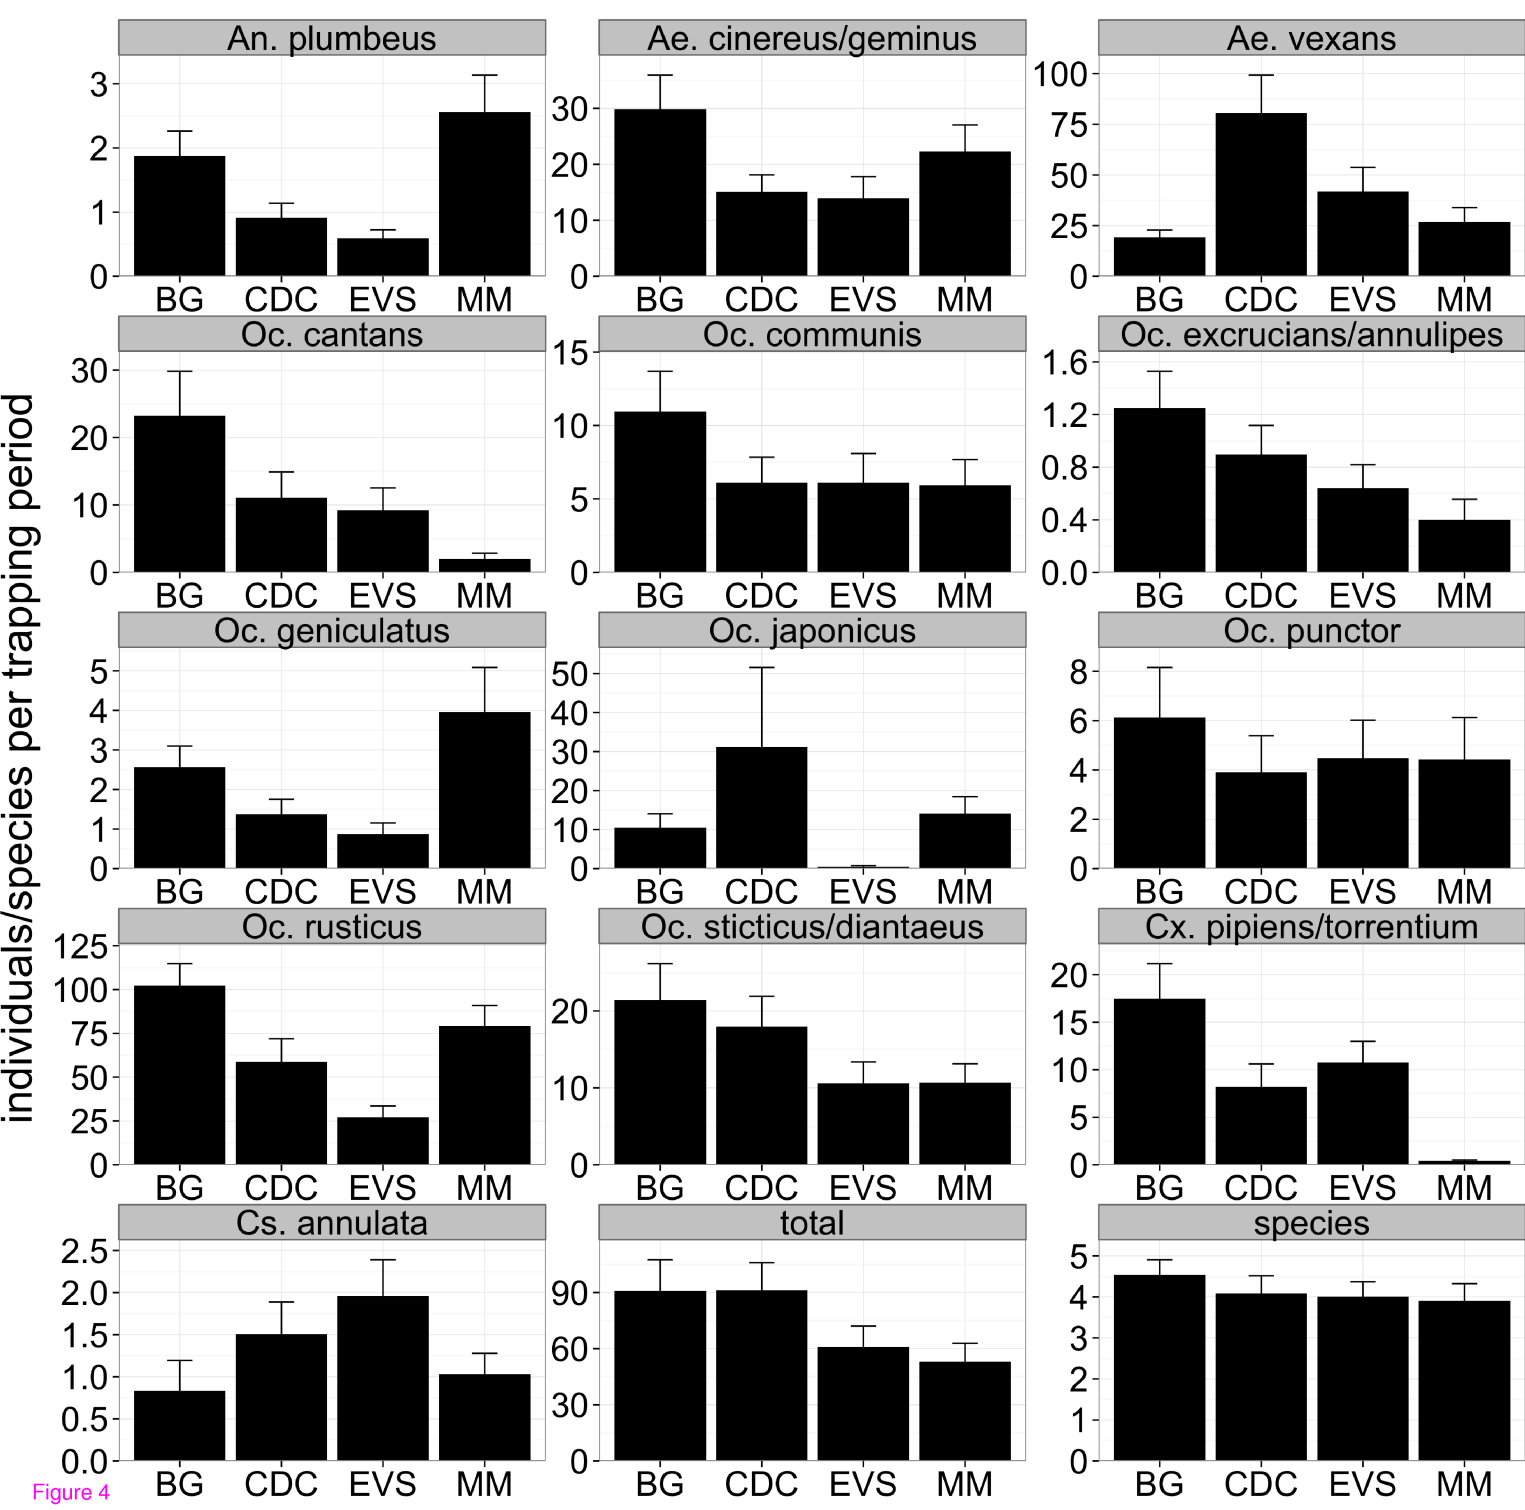 An. plumbeus
Ae. cinereus/geminus
Ae. vexans
3
2
1
0
30
20
10
0
100
75
50
25
0
BG CDC EVS MM
BG CDC EVS MM
BG CDC EVS MM
Oc. cantans
Oc. communis
Oc. excrucians/annulipes
30
20
10
0
15
10
5
0
1.6
1.2
0.8
0.4
0.0
BG CDC EVS MM
BG CDC EVS MM
BG CDC EVS MM
individuals/species per trapping period
Oc. geniculatus
Oc. japonicus
Oc. punctor
5
4
3
2
1
0
50
40
30
20
10
0
8
6
4
2
0
BG CDC EVS MM
BG CDC EVS MM
BG CDC EVS MM
Oc. rusticus
Oc. sticticus/diantaeus
Cx. pipiens/torrentium
125
100
75
50
25
0
20
10
0
20
15
10
5
0
BG CDC EVS MM
BG CDC EVS MM
BG CDC EVS MM
Cs. annulata
total
species
2.5
2.0
1.5
1.0
0.5
0.0
90
60
30
0
5
4
3
2
1
0
BG CDC EVS MM
BG CDC EVS MM
BG CDC EVS MM
Figure 4